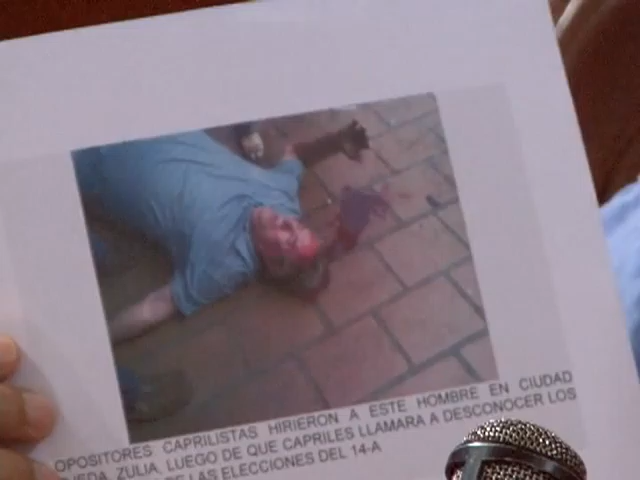 OPOSITORES CAPRILISTAS HIRIERON A ESTE HOMBRE EN CIUDAD
ZULIA, LUEGO DE QUE CAPRILES LLAMARA A DESCONOCER LOS
LAS ELECCIONES DEL 14-A